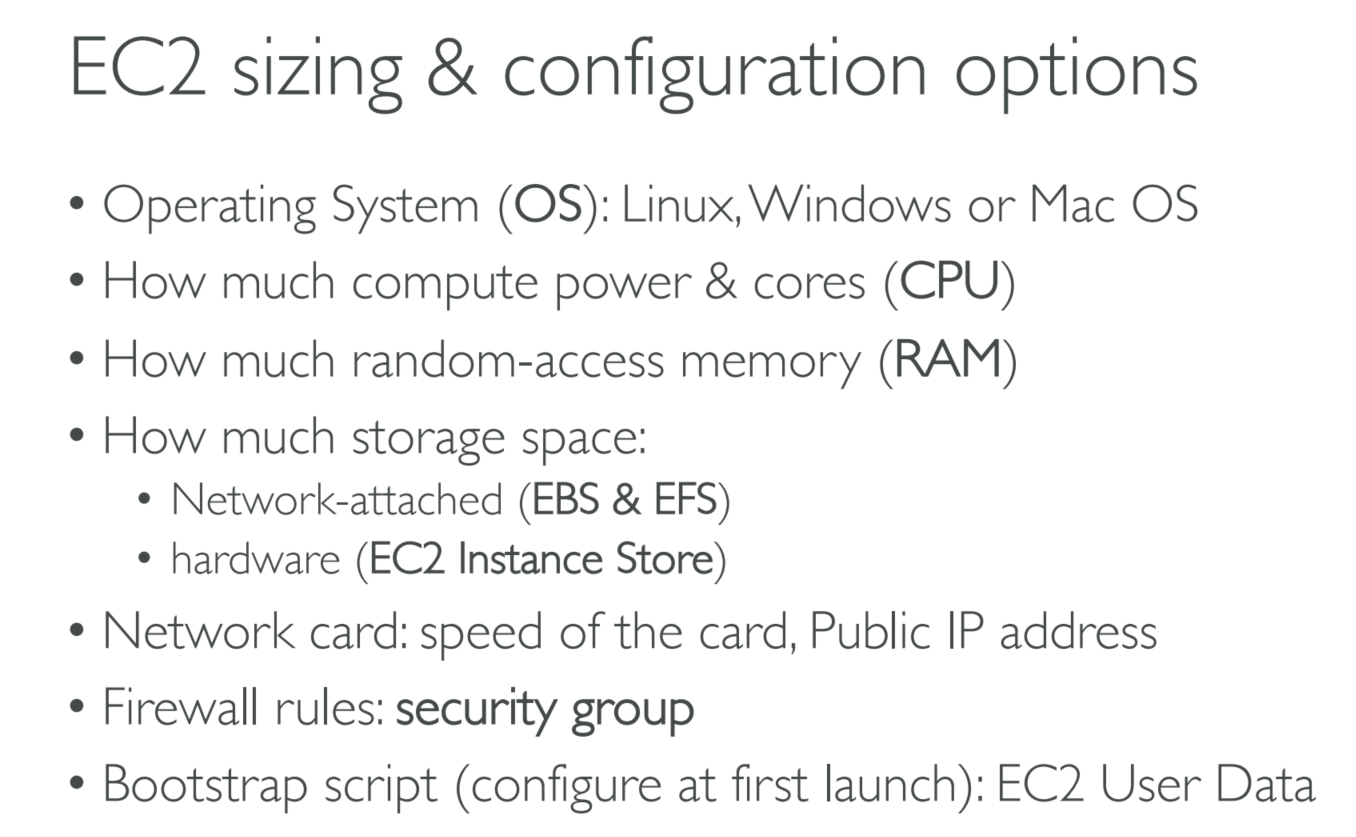 EC2 sizing & configuration options
• Operating System (OS): Linux, Windows or Mac OS
• How much compute power & cores (CPU)
• How much random-access memory (RAM)
• How much storage space:
• Network-attached (EBS & EFS)
• hardware (EC2 Instance Store)
• Network card: speed of the card, Public IP address
• Firewall rules: security group
• Bootstrap script (configure at first launch): EC2 User Data